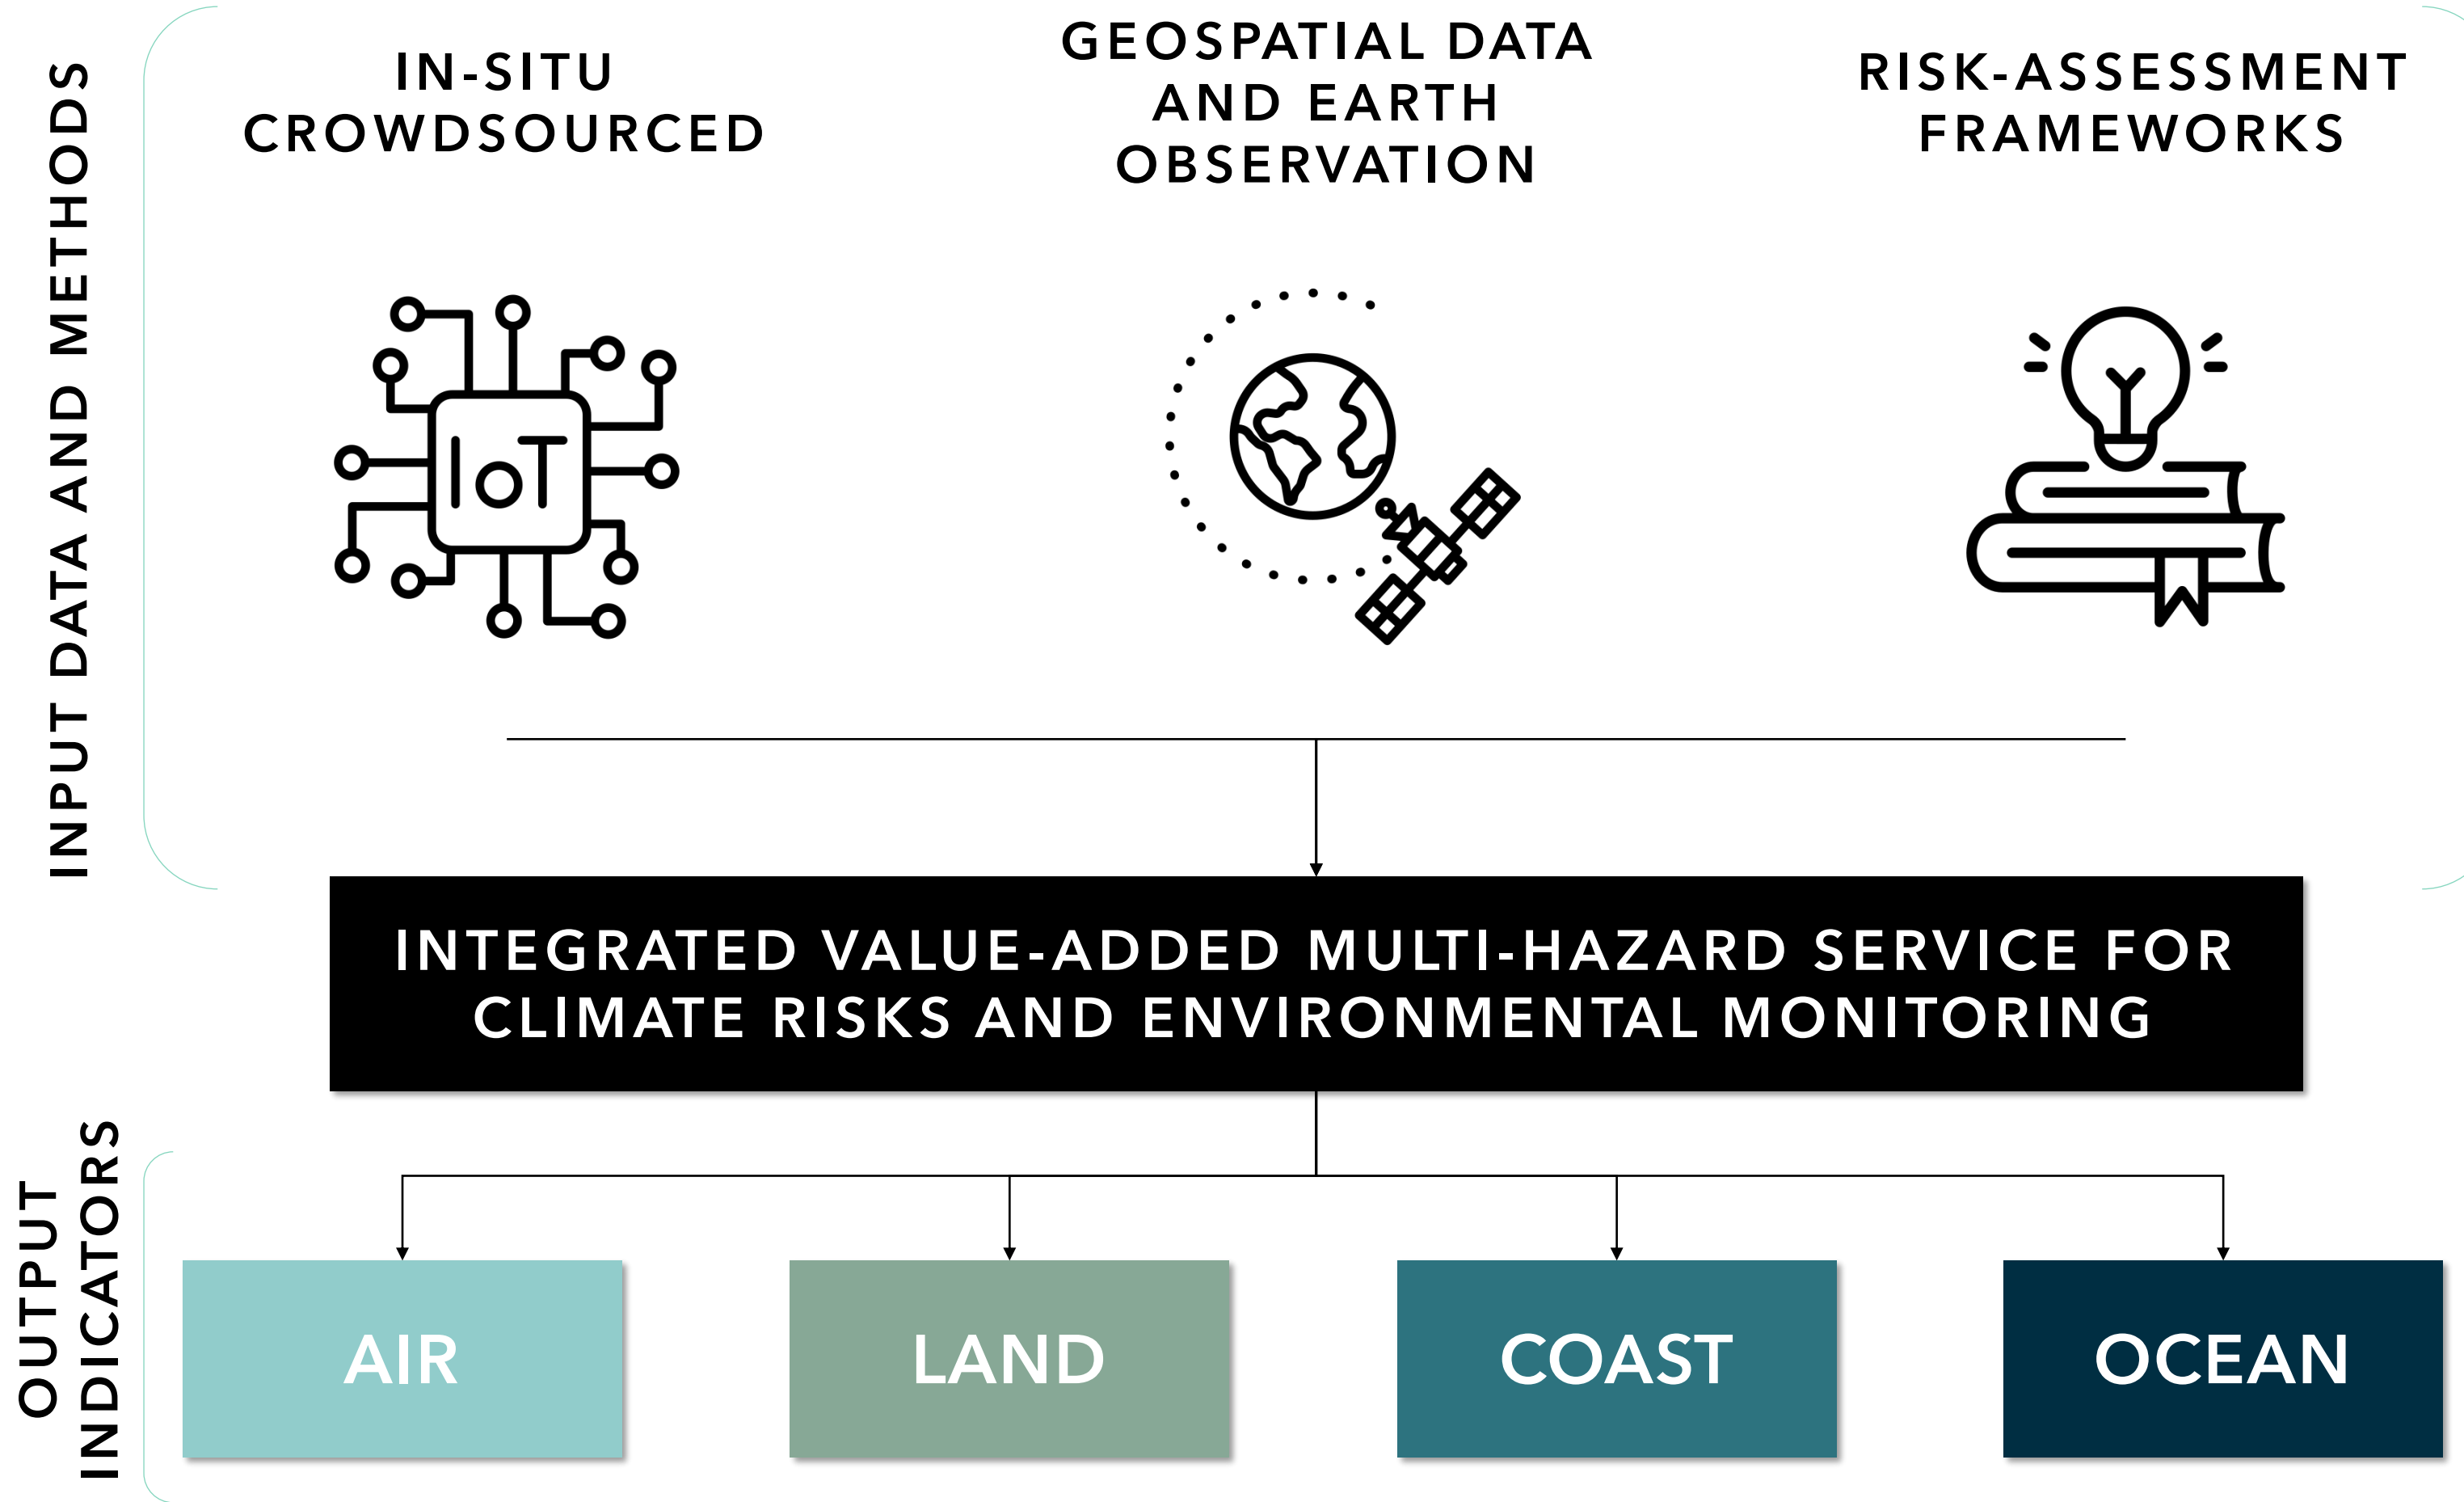 INPUT DATA AND METHODS
IN-SITU
CROWDSOURCED
GEOSPATIAL DATA
AND EARTH
OBSERVATION
RISK-ASSESSMENT
FRAMEWORKS
IoT
INTEGRATED VALUE-ADDED MULTI-HAZARD SERVICE FOR
CLIMATE RISKS AND ENVIRONMENTAL MONITORING
OUTPUT
INDICATORS
AIR
LAND
COAST
OCEAN